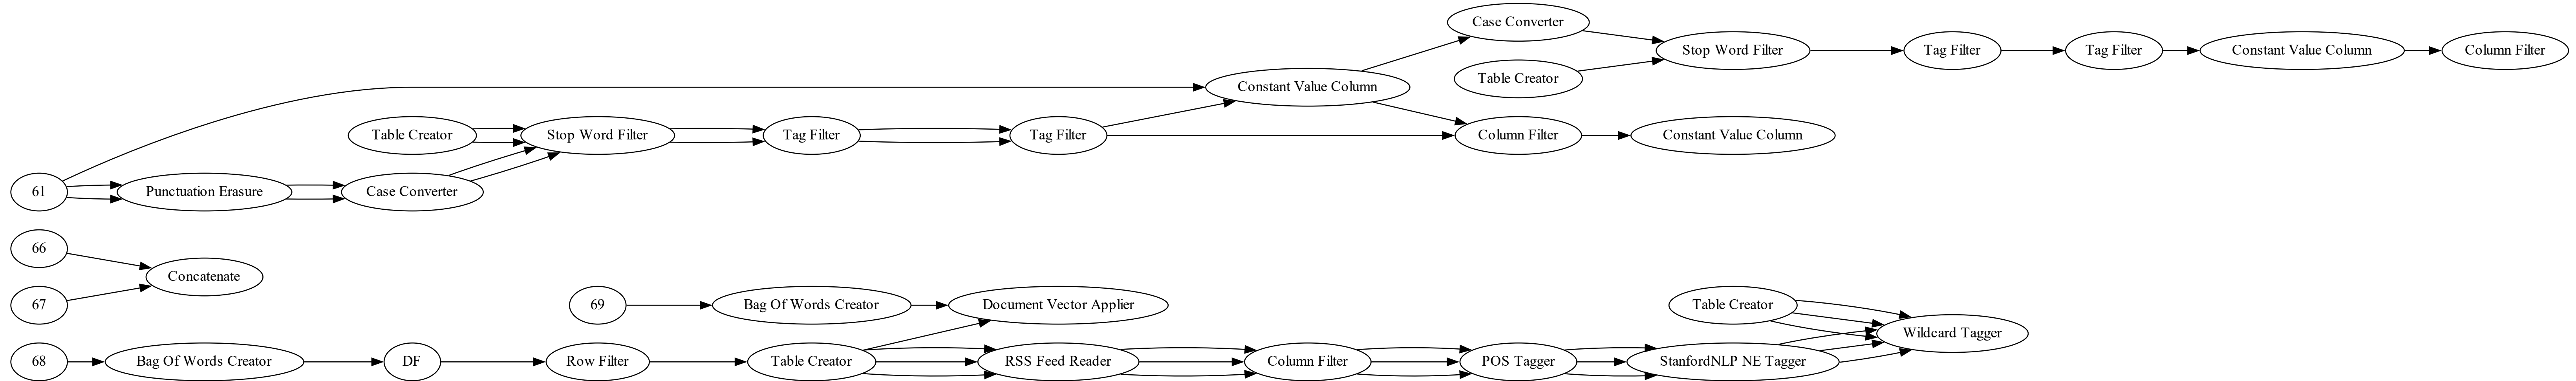 Case Converter
Stop Word Filter
Tag Filter
Tag Filter
Constant Value Column
Column Filter
Table Creator
Constant Value Column
Table Creator
Stop Word Filter
Tag Filter
Tag Filter
Column Filter
Constant Value Column
61
Punctuation Erasure
Case Converter
66
Concatenate
67
69
Bag Of Words Creator
Document Vector Applier
Table Creator
Wildcard Tagger
68
Bag Of Words Creator
DF
Row Filter
Table Creator
RSS Feed Reader
Column Filter
POS Tagger
StanfordNLP NE Tagger